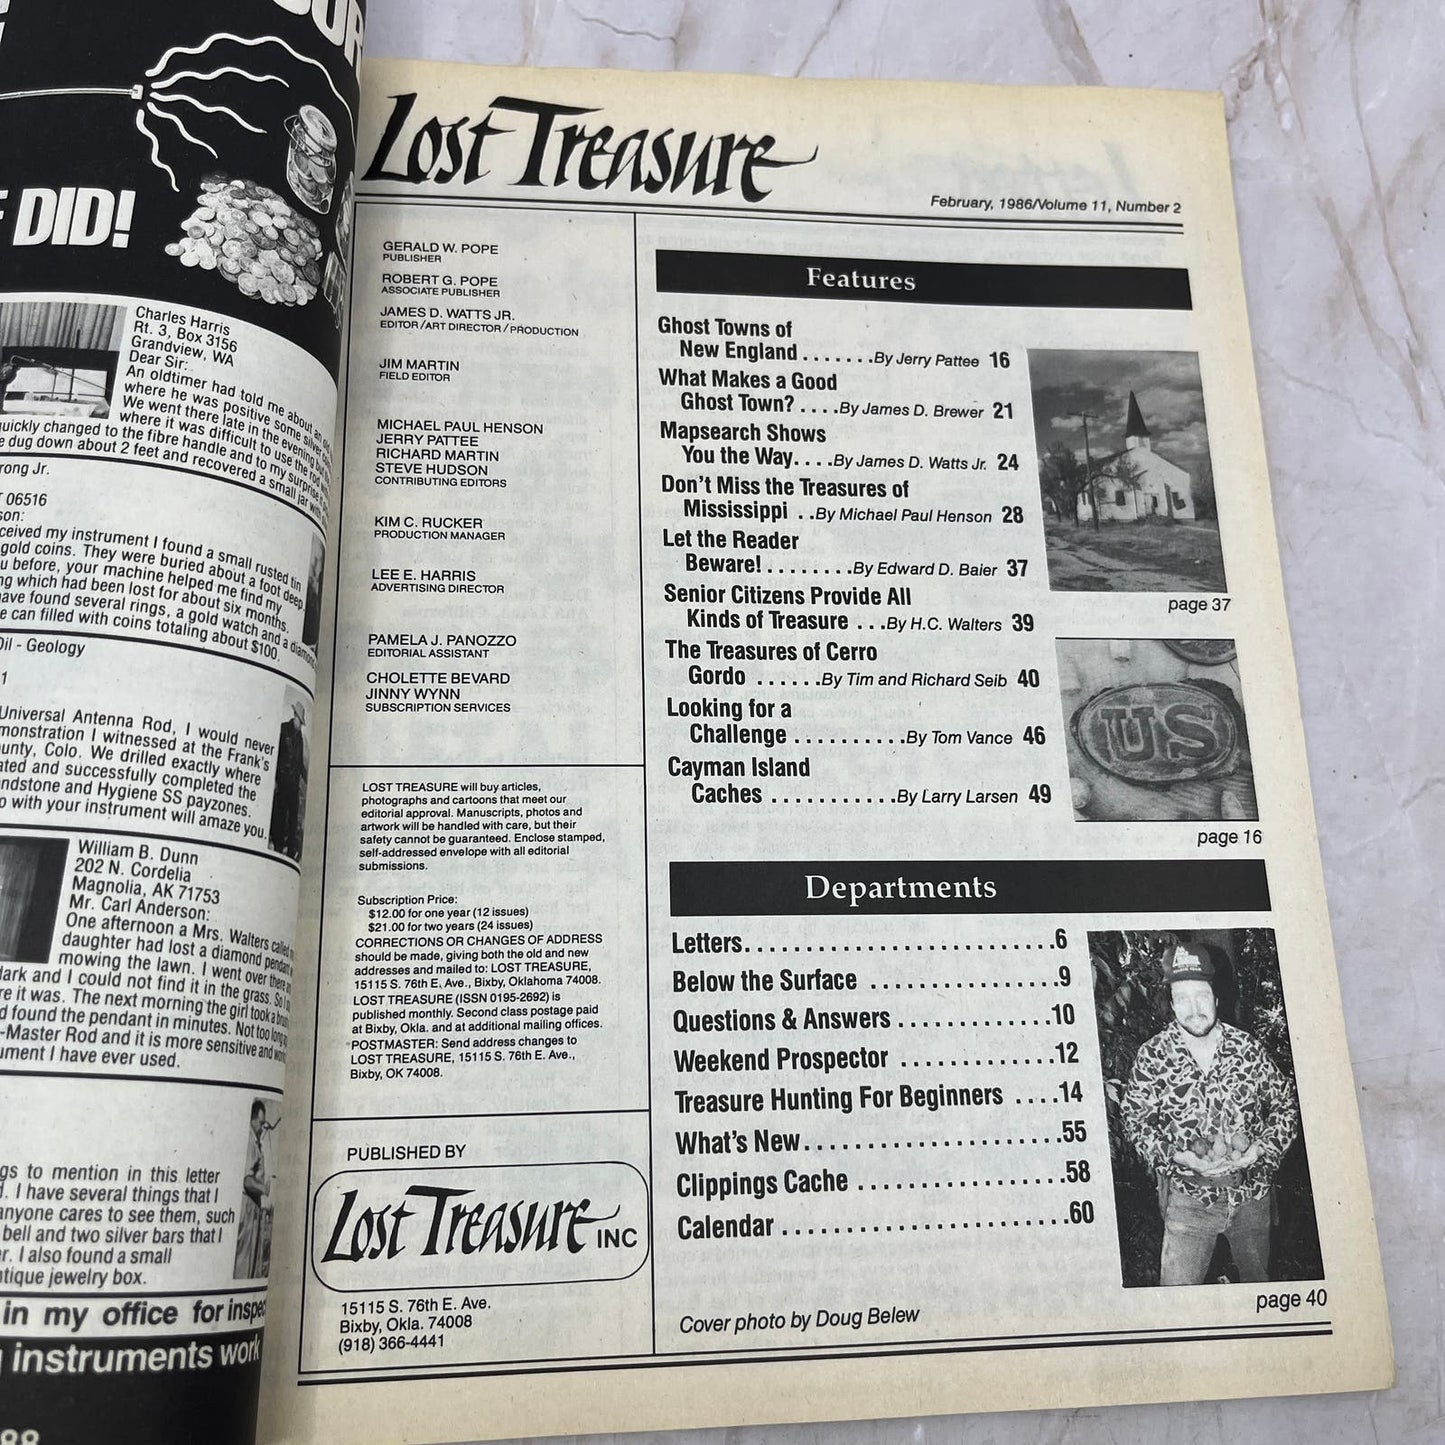 OUR
F DID!
Charles Harris
Rt. 3, Box 3156
Grandview, WA
Dear Sir:
An oldtimer had told me about an
where he was positive some silver
We went there late in the evening
where it was difficult to use the rod
quickly changed to the fibre handle and to my surprise
e dug down about 2 feet and recovered a small jar with
rong Jr.
T 06516
son:
ceived my instrument I found a small rusted tin
gold coins. They were buried about a foot deep.
u before, your machine helped me find my
ng which had been lost for about six months.
ave found several rings, a gold watch and a diamond
e can filled with coins totaling about $100.
Oil - Geology
1
Universal Antenna Rod, I would never
monstration I witnessed at the Frank's
unty, Colo. We drilled exactly where
ated and successfully completed the
ndstone and Hygiene SS payzones.
o with your instrument will amaze you.
William B. Dunn
202 N. Cordelia
Magnolia, AK 71753
Mr. Carl Anderson:
One afternoon a Mrs. Walters called
daughter had lost a diamond pendant
mowing the lawn. I went over there
dark and I could not find it in the grass. So I
re it was. The next morning the girl took a
d found the pendant in minutes. Not too long
-Master Rod and it is more sensitive and
ument I have ever used.
gs to mention in this letter
d. I have several things that I
anyone cares to see them, such
bell and two silver bars that I
er. I also found a small
ntique jewelry box.
in my office for inspec
g instruments work
88
Lost Treasure
February, 1986/Volume 11, Number 2
GERALD W. POPE
PUBLISHER
ROBERT G. POPE
ASSOCIATE PUBLISHER
JAMES D. WATTS JR.
EDITOR/ART DIRECTOR/PRODUCTION
JIM MARTIN
FIELD EDITOR
MICHAEL PAUL HENSON
JERRY PATTEE
RICHARD MARTIN
STEVE HUDSON
CONTRIBUTING EDITORS
KIM C. RUCKER
PRODUCTION MANAGER
LEE E. HARRIS
ADVERTISING DIRECTOR
PAMELA J. PANOZZO
EDITORIAL ASSISTANT
CHOLETTE BEVARD
JINNY WYNN
SUBSCRIPTION SERVICES
LOST TREASURE will buy articles,
photographs and cartoons that meet our
editorial approval. Manuscripts, photos and
artwork will be handled with care, but their
safety cannot be guaranteed. Enclose stamped,
self-addressed envelope with all editorial
submissions.
Subscription Price:
$12.00 for one year (12 issues)
$21.00 for two years (24 issues)
CORRECTIONS OR CHANGES OF ADDRESS
should be made, giving both the old and new
addresses and mailed to: LOST TREASURE,
15115 S. 76th E. Ave., Bixby, Oklahoma 74008.
LOST TREASURE (ISSN 0195-2692) is
published monthly. Second class postage paid
at Bixby, Okla. and at additional mailing offices.
POSTMASTER: Send address changes to
LOST TREASURE, 15115 S. 76th E. Ave.,
Bixby, OK 74008.
PUBLISHED BY
Lost Treasure INC
15115 S. 76th E. Ave.
Bixby, Okla. 74008
(918) 366-4441
Features
Ghost Towns of
New England.......By Jerry Pattee 16
What Makes a Good
Ghost Town? ....By James D. Brewer 21
Mapsearch Shows
You the Way....By James D. Watts Jr. 24
Don't Miss the Treasures of
Mississippi ..By Michael Paul Henson 28
Let the Reader
Beware!........By Edward D. Baier 37
Senior Citizens Provide All
Kinds of Treasure ...By H.C. Walters 39
The Treasures of Cerro
Gordo ......By Tim and Richard Seib 40
Looking for a
Challenge ..........By Tom Vance 46
Cayman Island
Caches ...........By Larry Larsen 49
page 37
US
page 16
Departments
Letters.........................6
Below the Surface ...............9
Questions & Answers ............10
Weekend Prospector ............12
Treasure Hunting For Beginners ....14
What's New....................55
Clippings Cache ................58
Calendar ......................60
page 40
Cover photo by Doug Belew